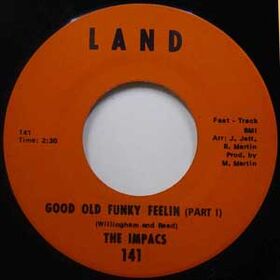 LAND
141
Time: 2:30
Fast - Track
BMI
Arr: J. Jeff,
R. Martin
Prod. by
M. Martin
GOOD OLD FUNKY FEELIN (PART I)
(Willingham and Reed)
THE IMPACS
141